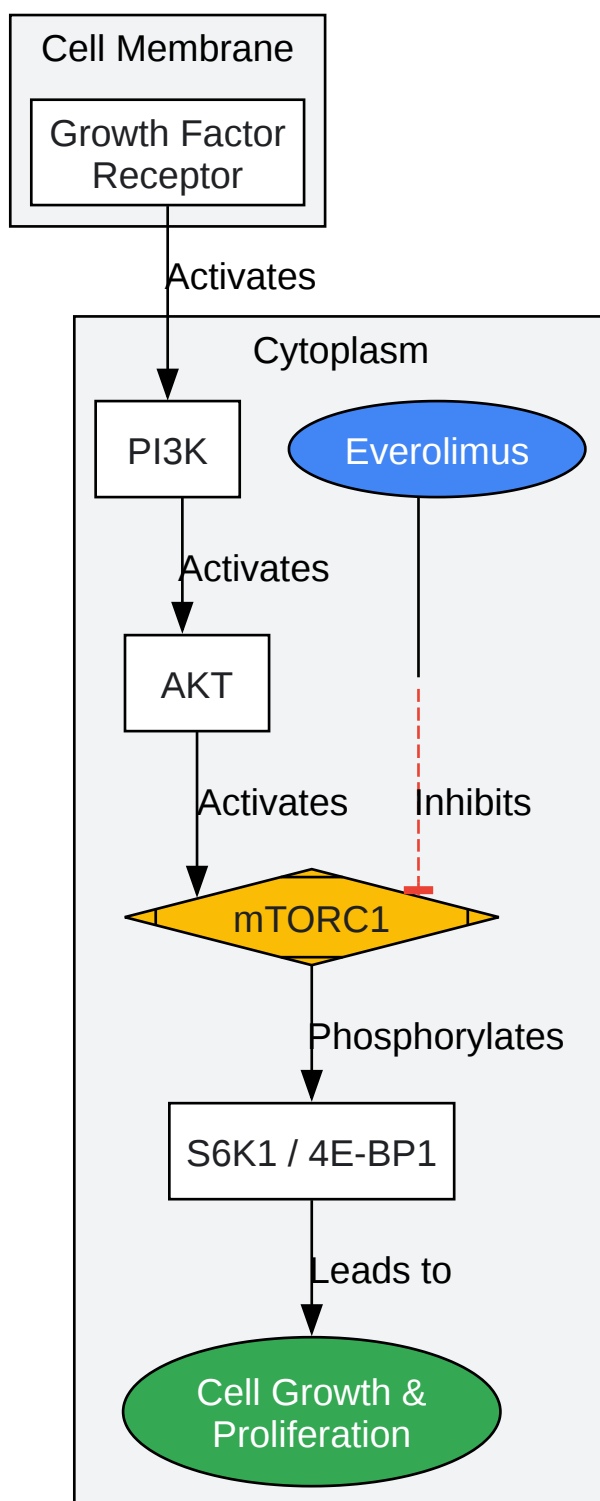 Cell Membrane
Growth Factor
Receptor
Activates
Cytoplasm
PI3K
Everolimus
Activates
AKT
Activates
Inhibits
mTORC1
Phosphorylates
S6K1 / 4E-BP1
Leads to
Cell Growth &
Proliferation